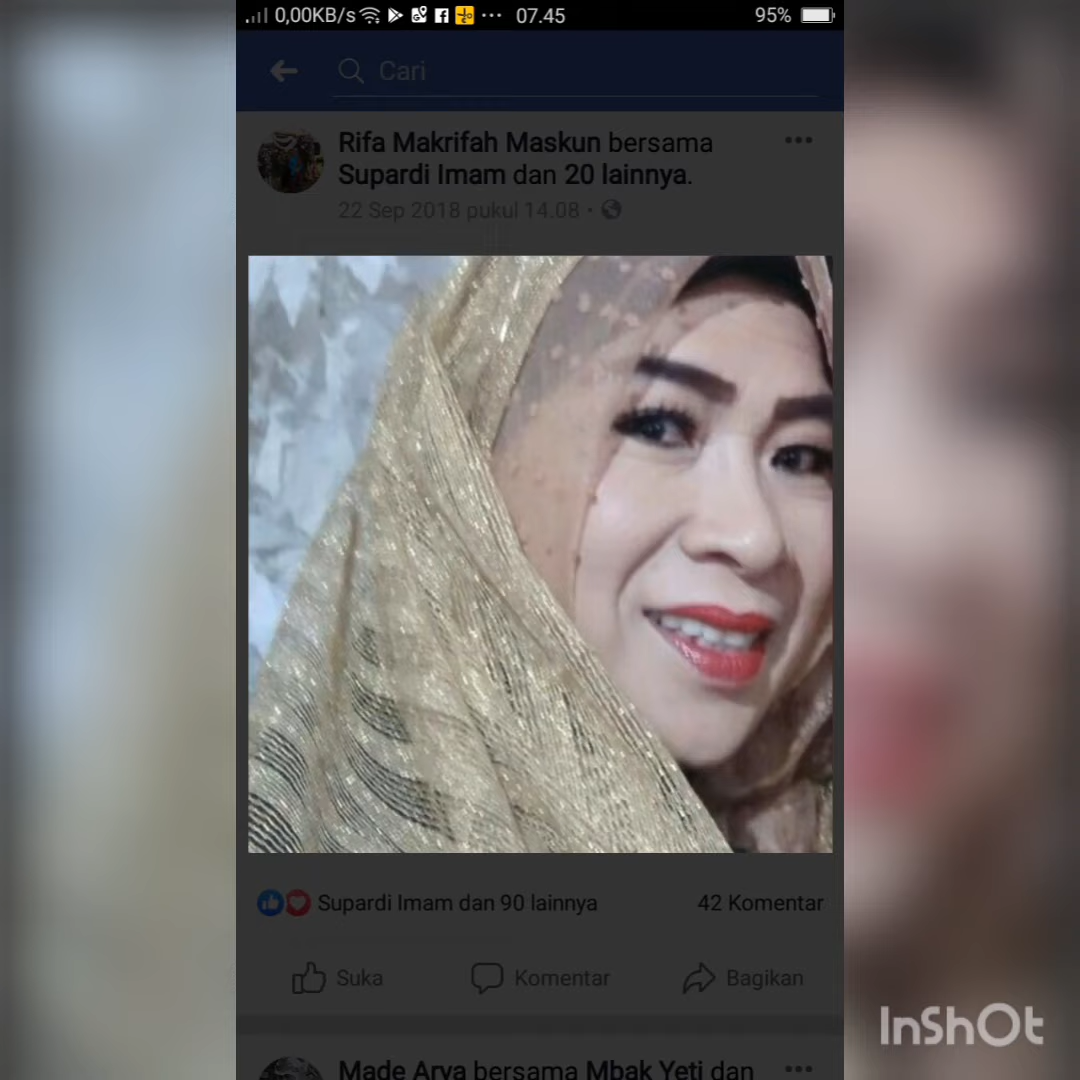 0,00KB/s 07.45 95%
Cari
Rifa Makrifah Maskun bersama
Supardi Imam dan 20 lainnya.
22 Sep 2018 pukul 14.08
Supardi Imam dan 90 lainnya 42 Komentar
Suka Komentar Bagikan
InShOt
Made Arya bersama Mbak Yeti dan